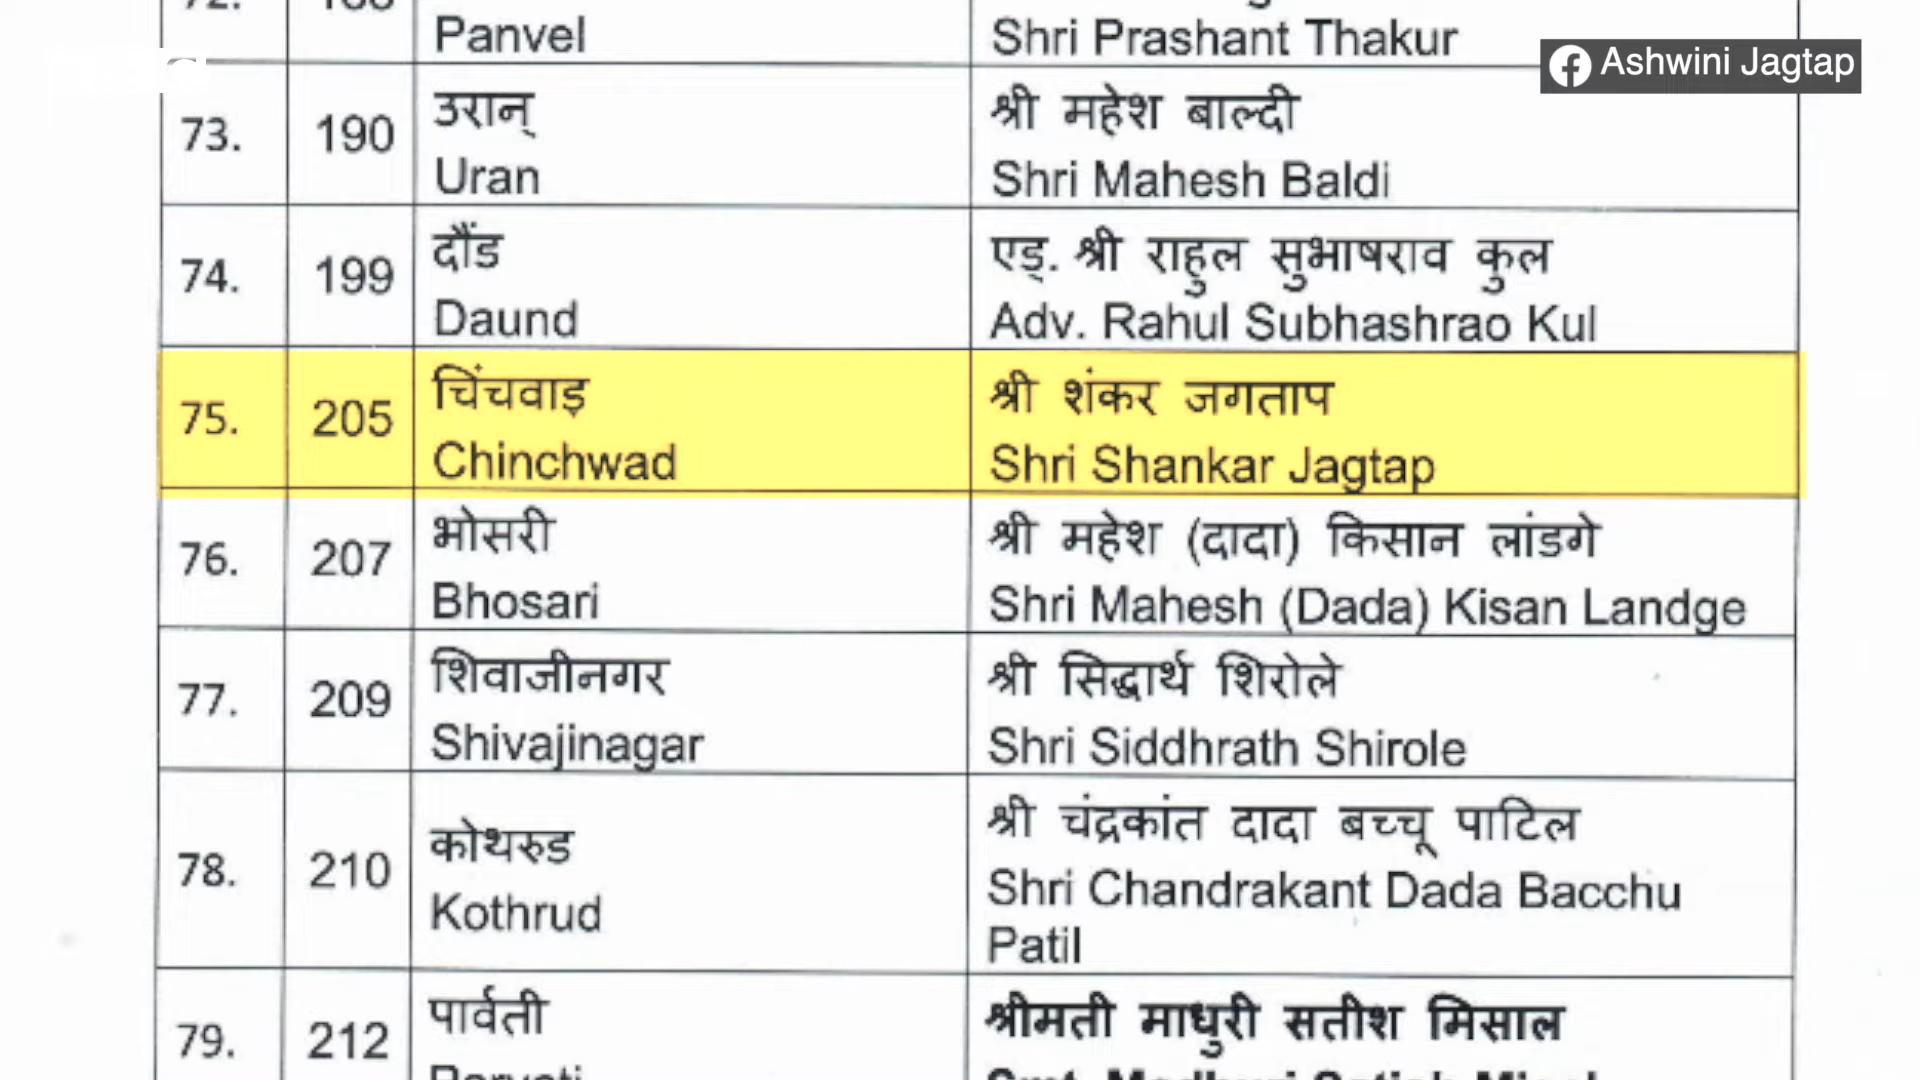 Panvel
Shri Prashant Thakur
Ashwini Jagtap
73.
190
उरान्
Uran
श्री महेश बाल्दी
Shri Mahesh Baldi
74.
199
दौंड
Daund
एड्. श्री राहुल सुभाषराव कुल
Adv. Rahul Subhashrao Kul
75.
205
चिंचवाड़
Chinchwad
श्री शंकर जगताप
Shri Shankar Jagtap
76.
207
भोसरी
Bhosari
श्री महेश (दादा) किसान लांडगे
Shri Mahesh (Dada) Kisan Landge
77.
209
शिवाजीनगर
Shivajinagar
श्री सिद्धार्थ शिरोले
Shri Siddhrath Shirole
78.
210
कोथरुड
Kothrud
श्री चंद्रकांत दादा बच्चू पाटिल
Shri Chandrakant Dada Bacchu
Patil
79.
212
पार्वती
श्रीमती माधुरी सतीश मिसाल